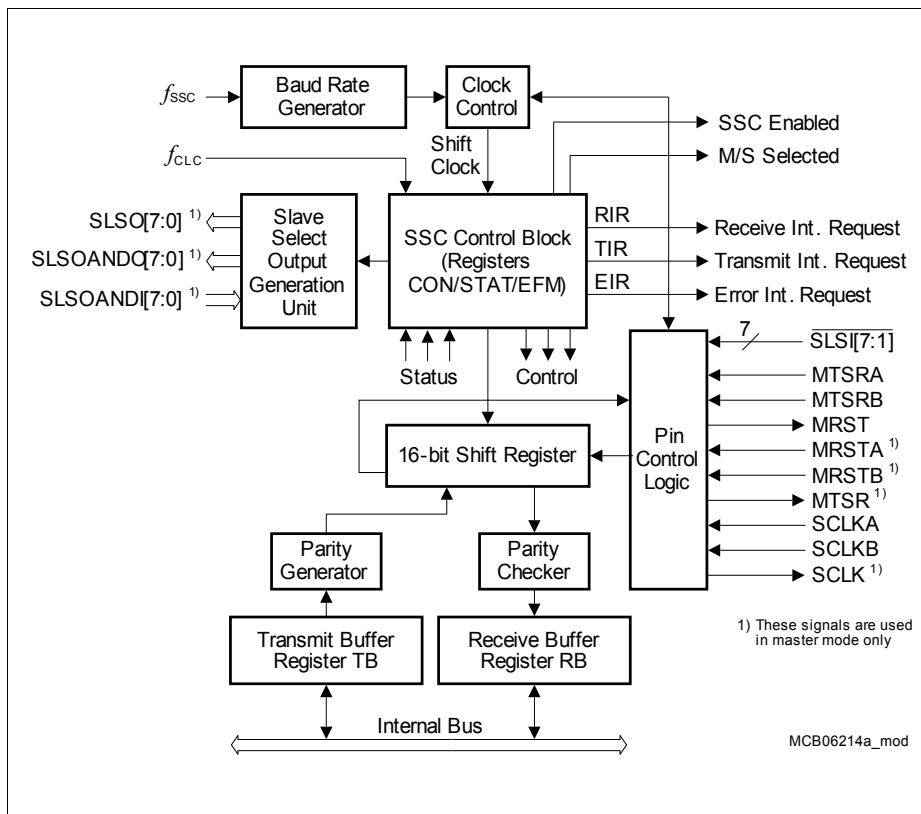 Baud Rate
Generator
Clock
Control
fSSC
SSC Enabled
Shift
Clock
fCLC
M/S Selected
SLSO[7:0] 1)
SLSOANDO[7:0] 1)
SLSOANDI[7:0] 1)
Slave
Select
Output
Generation
Unit
SSC Control Block
(Registers
CON/STAT/EFM)
RIR
TIR
EIR
Receive Int. Request
Transmit Int. Request
Error Int. Request
Status
Control
7
SLSI[7:1]
MTSRA
MTSRB
MRST
MRSTA 1)
MRSTB 1)
MTSR 1)
SCLKA
SCLKB
SCLK 1)
Pin
Control
Logic
16-bit Shift Register
Parity
Generator
Parity
Checker
Transmit Buffer
Register TB
Receive Buffer
Register RB
1) These signals are used
in master mode only
Internal Bus
MCB06214a_mod